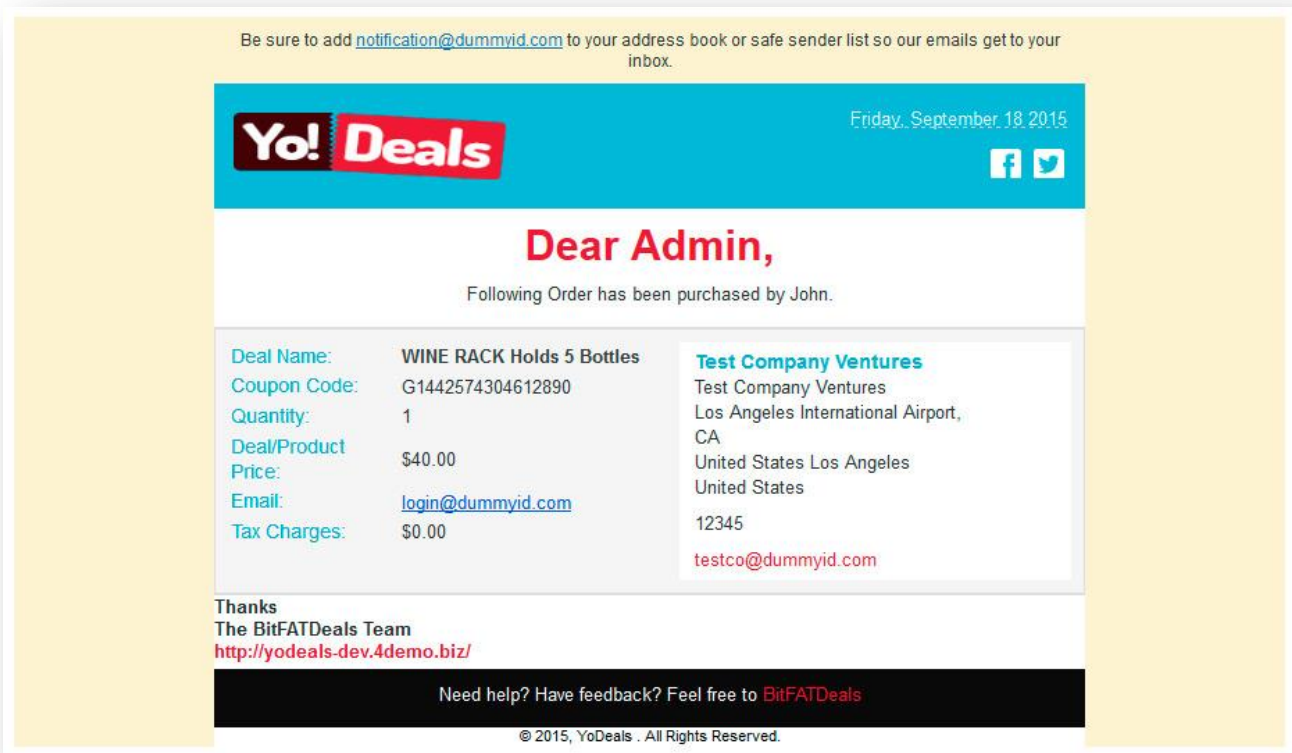 Be sure to add notification@dummyid.com to your address book or safe sender list so our emails get to your
inbox.
Yo! Deals
Friday, September 18 2015
Dear Admin,
Following Order has been purchased by John.
Deal Name: WINE RACK Holds 5 Bottles
Coupon Code: G1442574304612890
Quantity: 1
Deal/Product
Price: $40.00
Email: login@dummyid.com
Tax Charges: $0.00
Test Company Ventures
Test Company Ventures
Los Angeles International Airport,
CA
United States Los Angeles
United States
12345
testco@dummyid.com
Thanks
The BitFATDeals Team
http://yodeals-dev.4demo.biz/
Need help? Have feedback? Feel free to BitFATDeals
© 2015, YoDeals . All Rights Reserved.